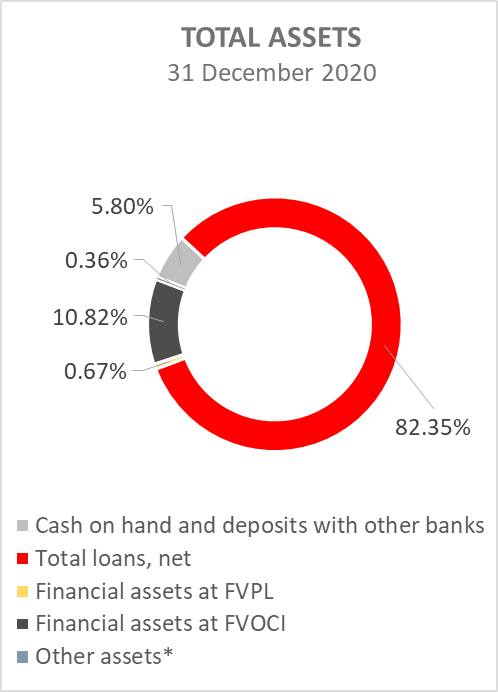 TOTAL ASSETS
31 December 2020
5.80%
0.36%
10.82%
0.67%
82.35%
Cash on hand and deposits with other banks
Total loans, net
Financial assets at FVPL
Financial assets at FVOCI
Other assets*